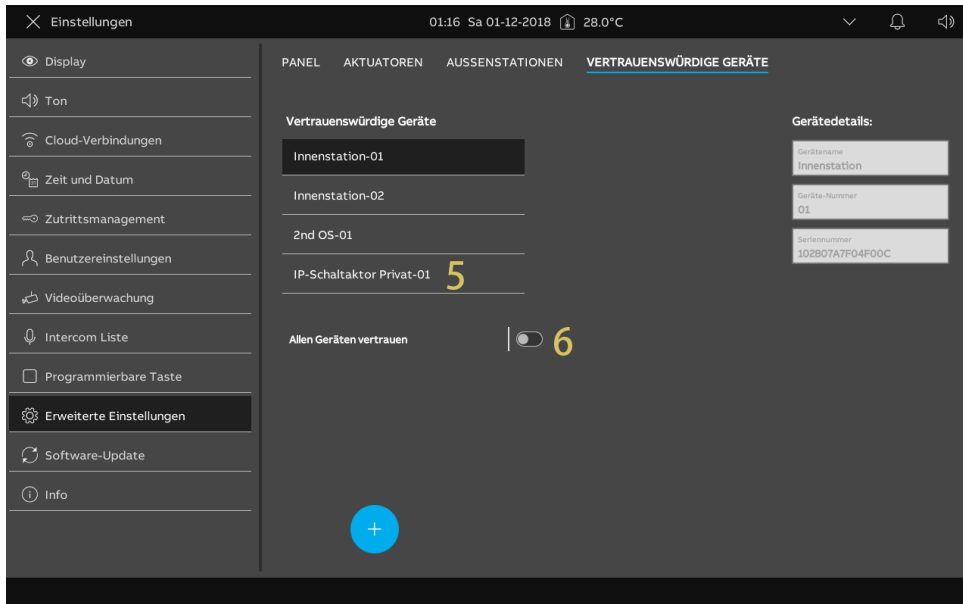 Einstellungen
01:16 Sa 01-12-2018 28.0°C
Display
Ton
Cloud-Verbindungen
Zeit und Datum
Zutrittsmanagement
Benutzereinstellungen
Videoüberwachung
Intercom Liste
Programmierbare Taste
Erweiterte Einstellungen
Software-Update
Info
PANEL AKTUATOREN AUSSENSTATIONEN VERTRAUENSWÜRDIGE GERÄTE
Vertrauenswürdige Geräte
Innenstation-01
Innenstation-02
2nd OS-01
IP-Schaltaktor Privat-01 5
Allen Geräten vertrauen 6
+
Gerätedetails:
Gerätename
Innenstation
Geräte-Nummer
01
Seriennummer
102807A7F04F00C